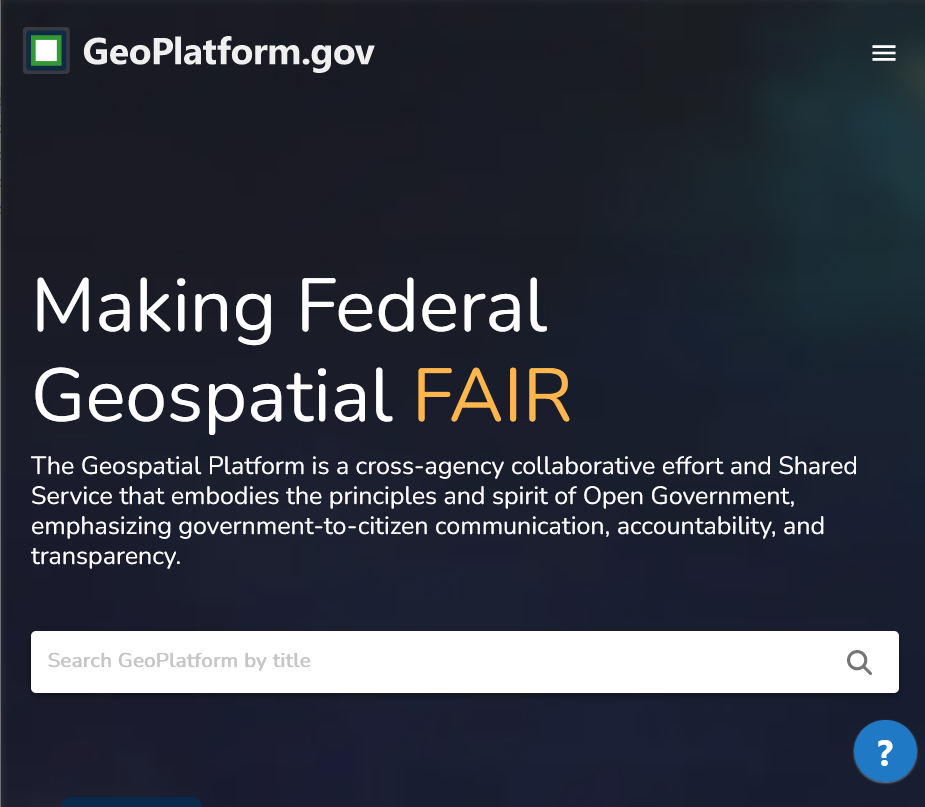 GeoPlatform.gov
Making Federal
Geospatial FAIR
The Geospatial Platform is a cross-agency collaborative effort and Shared
Service that embodies the principles and spirit of Open Government,
emphasizing government-to-citizen communication, accountability, and
transparency.
Search GeoPlatform by title
?